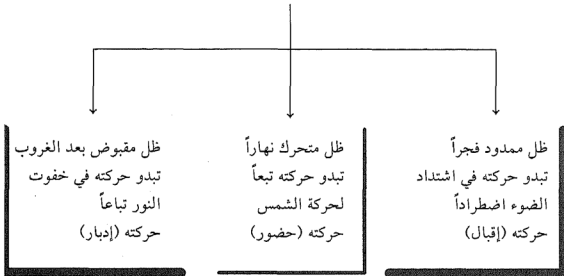 ظل ممدود فجراً
تبدو حركته في اشتداد
الضوء اضطراداً
حركته (إقبال)
ظل متحرك نهاراً
تبدو حركته تبعاً
لحركة الشمس
حركته (حضور)
ظل مقبوض بعد الغروب
تبدو حركته في خفوت
النور تباعاً
حركته (إدبار)